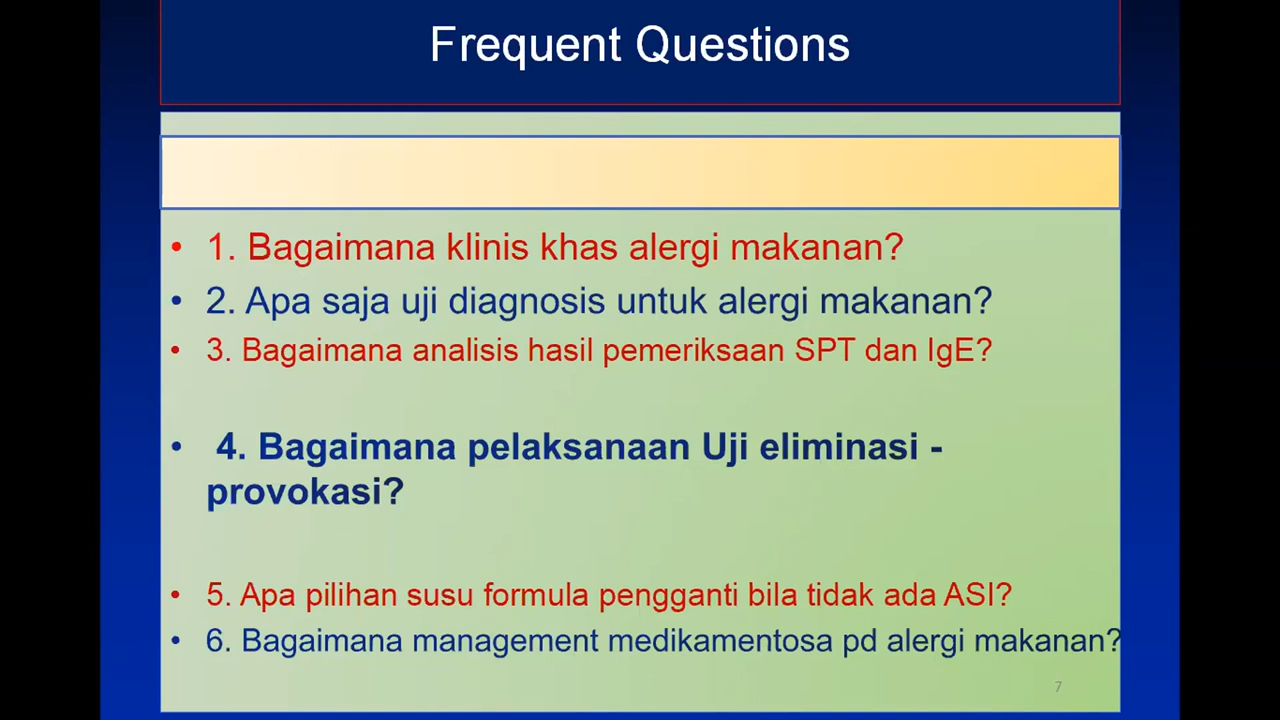 Frequent Questions
• 1. Bagaimana klinis khas alergi makanan?
• 2. Apa saja uji diagnosis untuk alergi makanan?
• 3. Bagaimana analisis hasil pemeriksaan SPT dan IgE?
• 4. Bagaimana pelaksanaan Uji eliminasi -
provokasi?
• 5. Apa pilihan susu formula pengganti bila tidak ada ASI?
• 6. Bagaimana management medikamentosa pd alergi makanan?
7